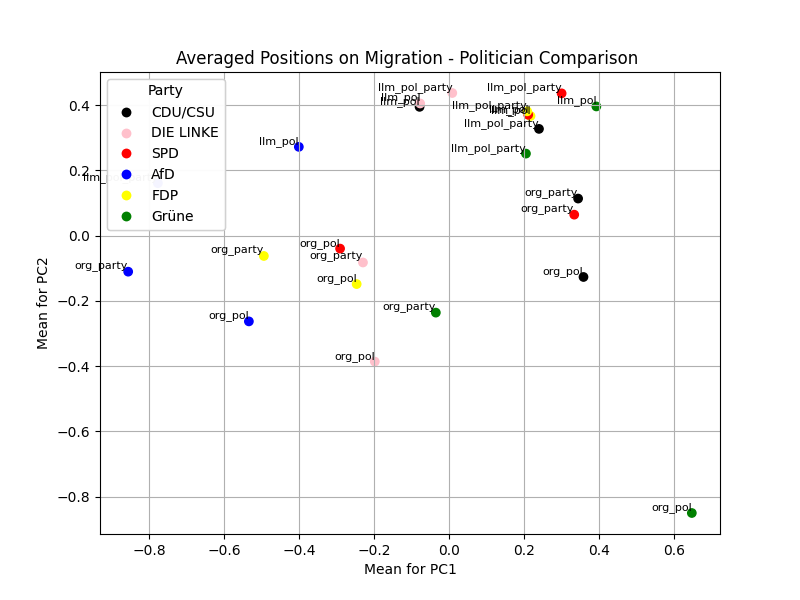 Averaged Positions on Migration - Politician Comparison
Party
CDU/CSU
DIE LINKE
SPD
AfD
FDP
Grüne
llm_pol_party
llm_pol_party
llm_pol
llm_pol
llm_pol
llm_pol_party
llm_pol
llm_pol
llm_pol_party
llm_pol
llm_pol_party
org_party
org_party
org_pol
org_party
org_party
org_party
org_pol
org_pol
org_pol
org_party
org_pol
org_pol
0.4
0.2
0.0
−0.2
−0.4
−0.6
−0.8
Mean for PC2
−0.8
−0.6
−0.4
−0.2
0.0
0.2
0.4
0.6
Mean for PC1